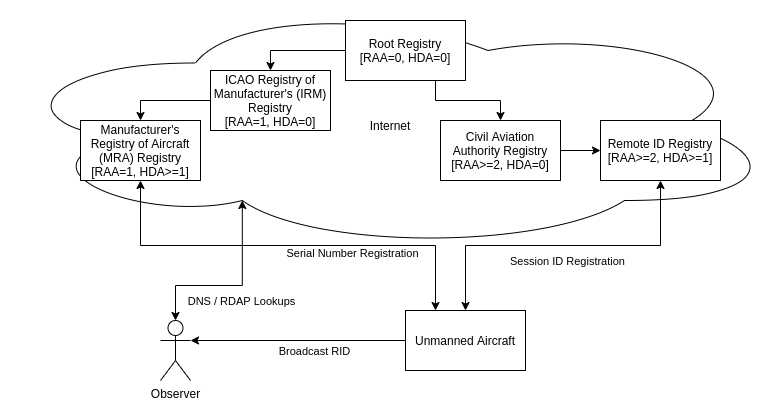 Root Registry
[RAA=0, HDA=0]
ICAO Registry of
Manufacturer's (IRM)
Registry
[RAA=1, HDA=0]
Internet
Manufacturer's
Registry of Aircraft
(MRA) Registry
[RAA=1, HDA>=1]
Civil Aviation
Authority Registry
[RAA>=2, HDA=0]
Remote ID Registry
[RAA>=2, HDA>=1]
Serial Number Registration
Session ID Registration
DNS / RDAP Lookups
Unmanned Aircraft
Broadcast RID
Observer